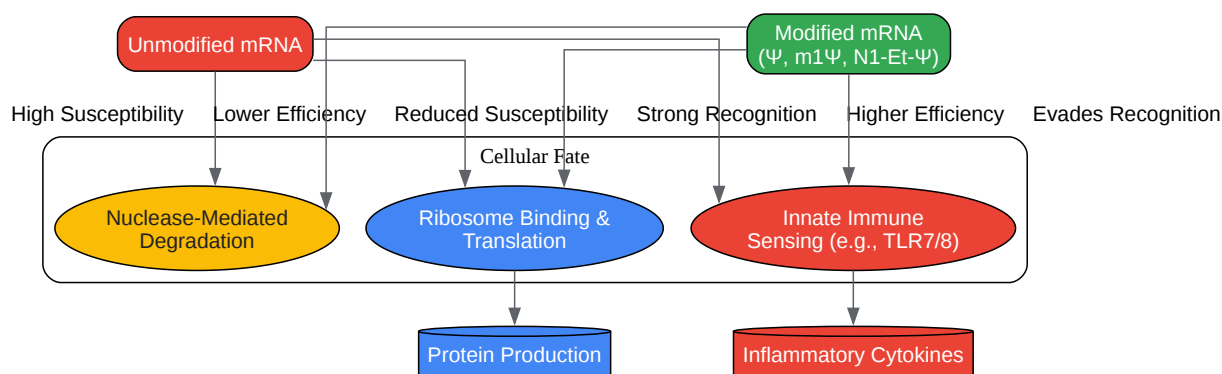 Unmodified mRNA
Modified mRNA
(Ψ, m1Ψ, N1-Et-Ψ)
High Susceptibility
Lower Efficiency
Reduced Susceptibility
Strong Recognition
Higher Efficiency
Evades Recognition
Cellular Fate
Nuclease-Mediated
Degradation
Ribosome Binding &
Translation
Innate Immune
Sensing (e.g., TLR7/8)
Protein Production
Inflammatory Cytokines